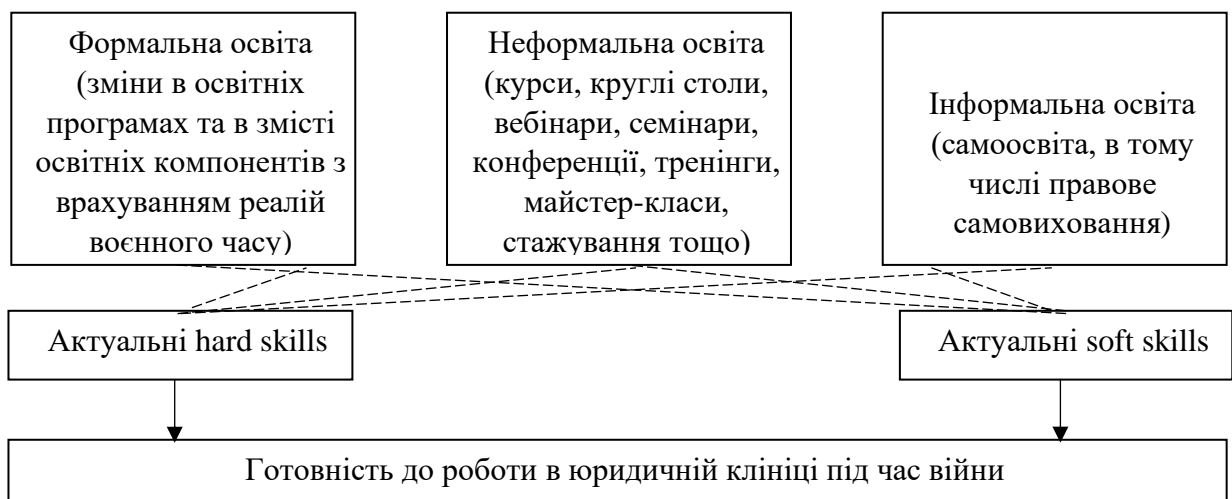 Формальна освіта
(зміни в освітніх
програмах та в змісті
освітніх компонентів з
врахуванням реалій
воєнного часу)
Неформальна освіта
(курси, круглі столи,
вебінари, семінари,
конференції, тренінги,
майстер-класи,
стажування тощо)
Інформальна освіта
(самоосвіта, в тому
числі правове
самовиховання)
Актуальні hard skills
Актуальні soft skills
Готовність до роботи в юридичній клініці під час війни